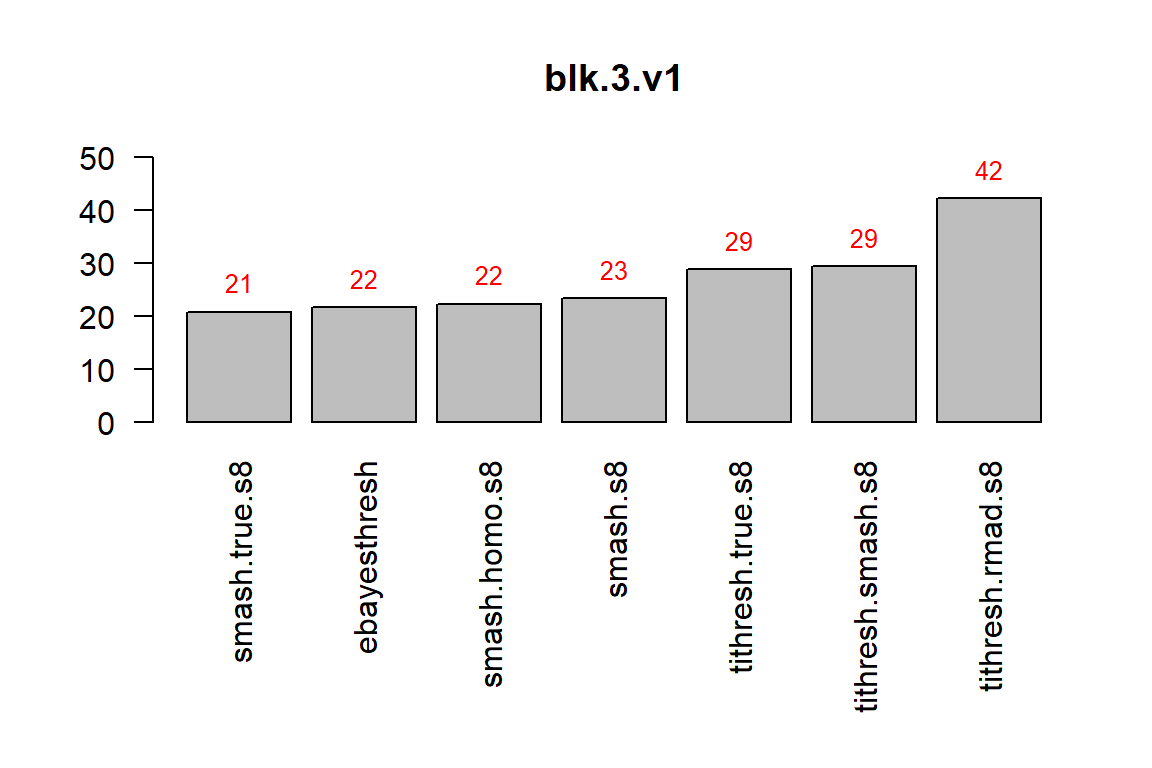 blk.3.v1
50
40
30
20
10
0
21
22
22
23
29
29
42
smash.true.s8
ebayesthresh
smash.homo.s8
smash.s8
tithresh.true.s8
tithresh.smash.s8
tithresh.rmad.s8